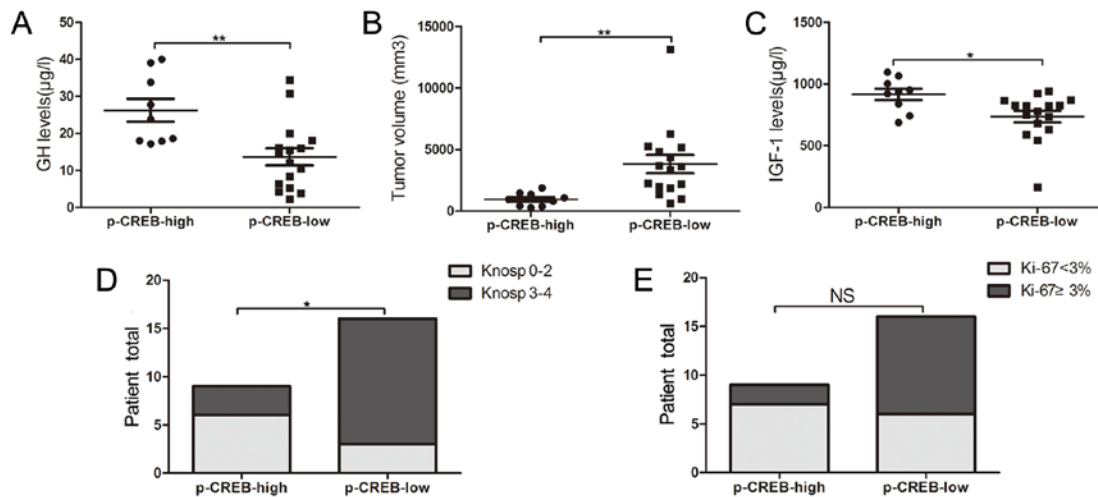 A
GH levels(μg/l)
50
40
30
20
10
0
**
p-CREB-high
p-CREB-low
B
Tumor volume (mm3)
15000
10000
5000
0
**
p-CREB-high
p-CREB-low
C
IGF-1 levels(μg/l)
1500
1000
500
0
*
p-CREB-high
p-CREB-low
D
Knosp 0-2
Knosp 3-4
Patient total
20
15
10
5
0
*
p-CREB-high
p-CREB-low
E
Ki-67<3%
Ki-67≥ 3%
Patient total
20
15
10
5
0
NS
p-CREB-high
p-CREB-low